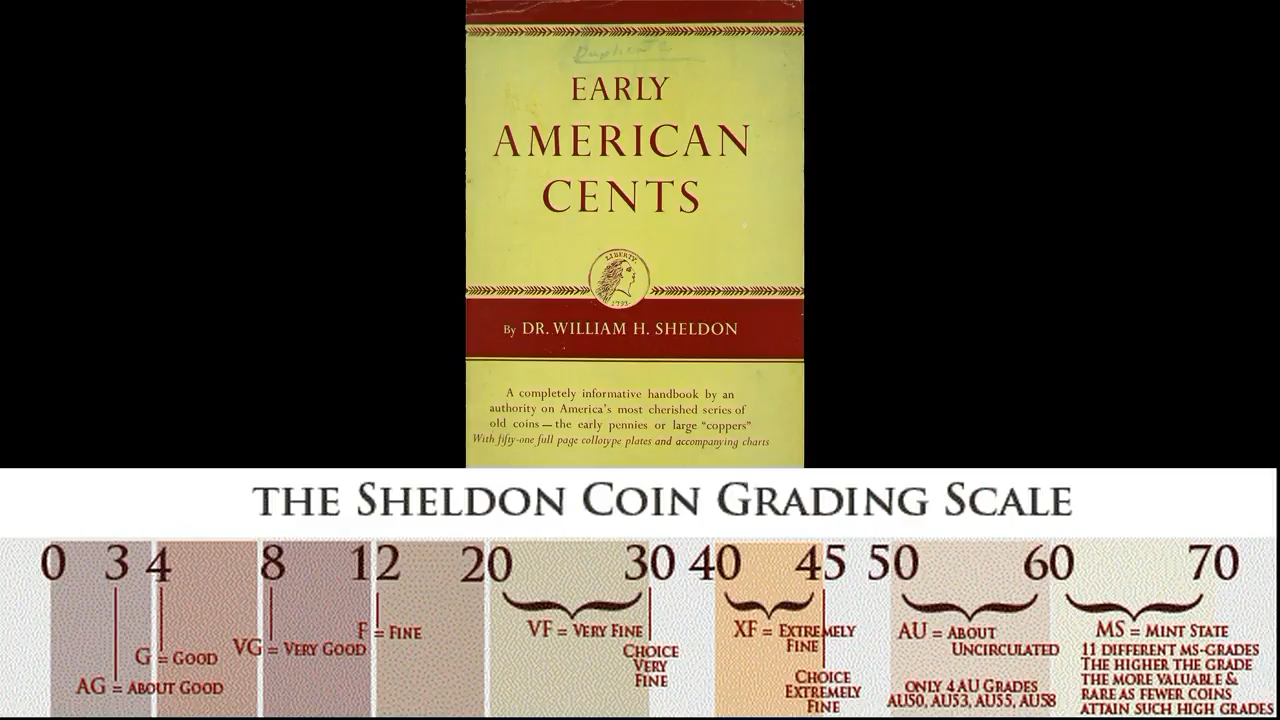 Duplicate
EARLY
AMERICAN
CENTS
LIBERTY.
1793.
By DR. WILLIAM H. SHELDON
A completely informative handbook by an
authority on America's most cherished series of
old coins — the early pennies or large "coppers"
With fifty-one full page collotype plates and accompanying charts
THE SHELDON COIN GRADING SCALE
0 3 4 8 12 20 30 40 45 50 60 70
AG = ABOUT GOOD
G = GOOD
VG = VERY GOOD
F = FINE
VF = VERY FINE
CHOICE
VERY
FINE
XF = EXTREMELY
FINE
CHOICE
EXTREMELY
FINE
AU = ABOUT
UNCIRCULATED
ONLY 4 AU GRADES
AU50, AU53, AU55, AU58
MS = MINT STATE
11 DIFFERENT MS-GRADES
THE HIGHER THE GRADE
THE MORE VALUABLE &
RARE AS FEWER COINS
ATTAIN SUCH HIGH GRADES